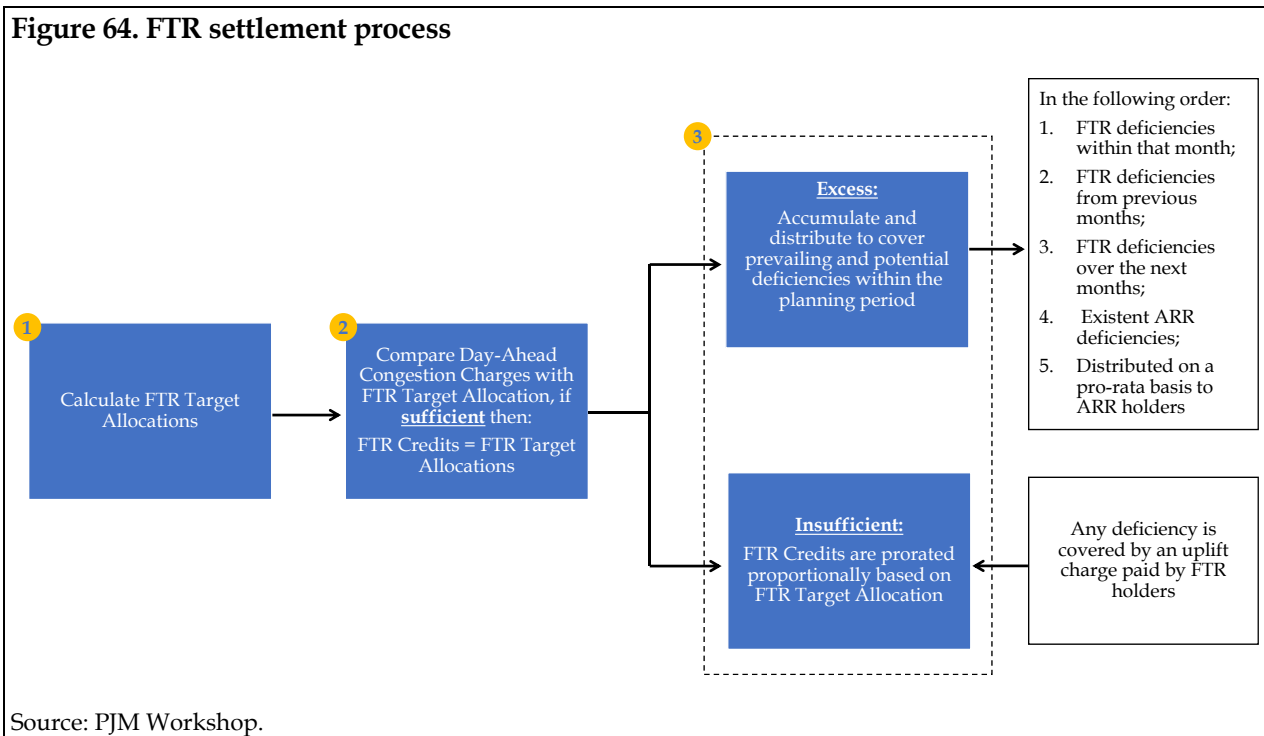 Figure 64. FTR settlement process
1
Calculate FTR Target
Allocations
2
Compare Day-Ahead
Congestion Charges with
FTR Target Allocation, if
sufficient then:
FTR Credits = FTR Target
Allocations
3
Excess:
Accumulate and
distribute to cover
prevailing and potential
deficiencies within the
planning period
In the following order:
1. FTR deficiencies
within that month;
2. FTR deficiencies
from previous
months;
3. FTR deficiencies
over the next
months;
4. Existent ARR
deficiencies;
5. Distributed on a
pro-rata basis to
ARR holders
Insufficient:
FTR Credits are prorated
proportionally based on
FTR Target Allocation
Any deficiency is
covered by an uplift
charge paid by FTR
holders
Source: PJM Workshop.